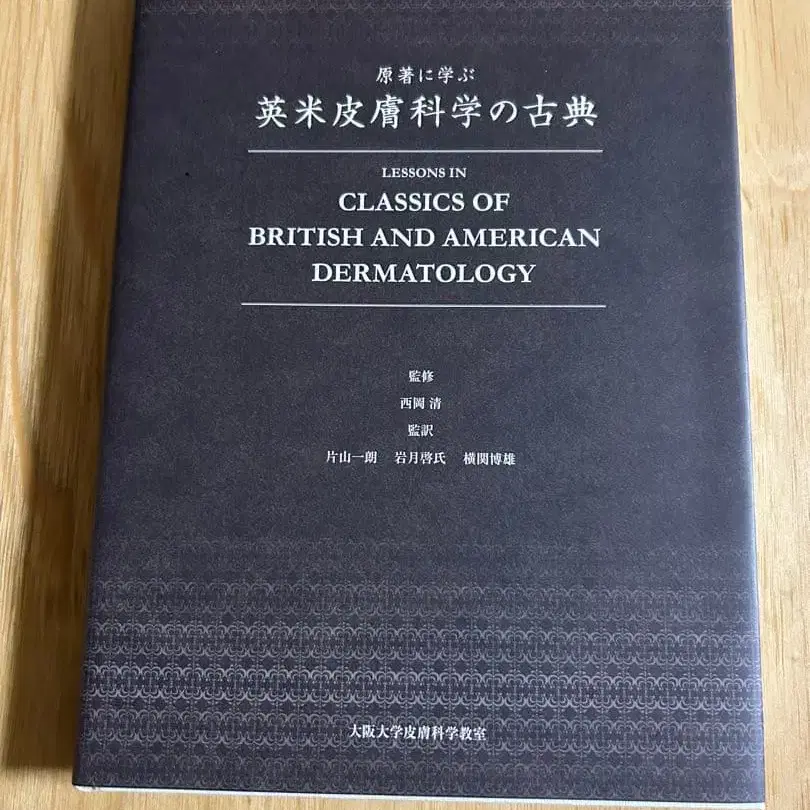 原著に学ぶ
英米皮膚科学の古典
LESSONS IN
CLASSICS OF
BRITISH AND AMERICAN
DERMATOLOGY
監修
西岡 清
監訳
片山一朗 岩月啓氏 横関博雄
大阪大学皮膚科学教室